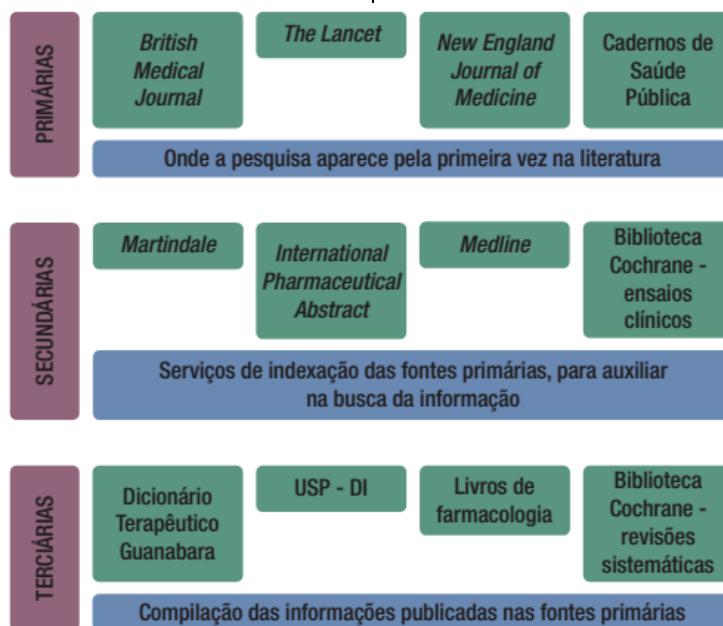 PRIMÁRIAS
British
Medical
Journal
The Lancet
New England
Journal of
Medicine
Cadernos de
Saúde
Pública
Onde a pesquisa aparece pela primeira vez na literatura
SECUNDÁRIAS
Martindale
International
Pharmaceutical
Abstract
Medline
Biblioteca
Cochrane -
ensaios
clínicos
Serviços de indexação das fontes primárias, para auxiliar
na busca da informação
TERCIÁRIAS
Dicionário
Terapêutico
Guanabara
USP - DI
Livros de
farmacologia
Biblioteca
Cochrane -
revisões
sistemáticas
Compilação das informações publicadas nas fontes primárias